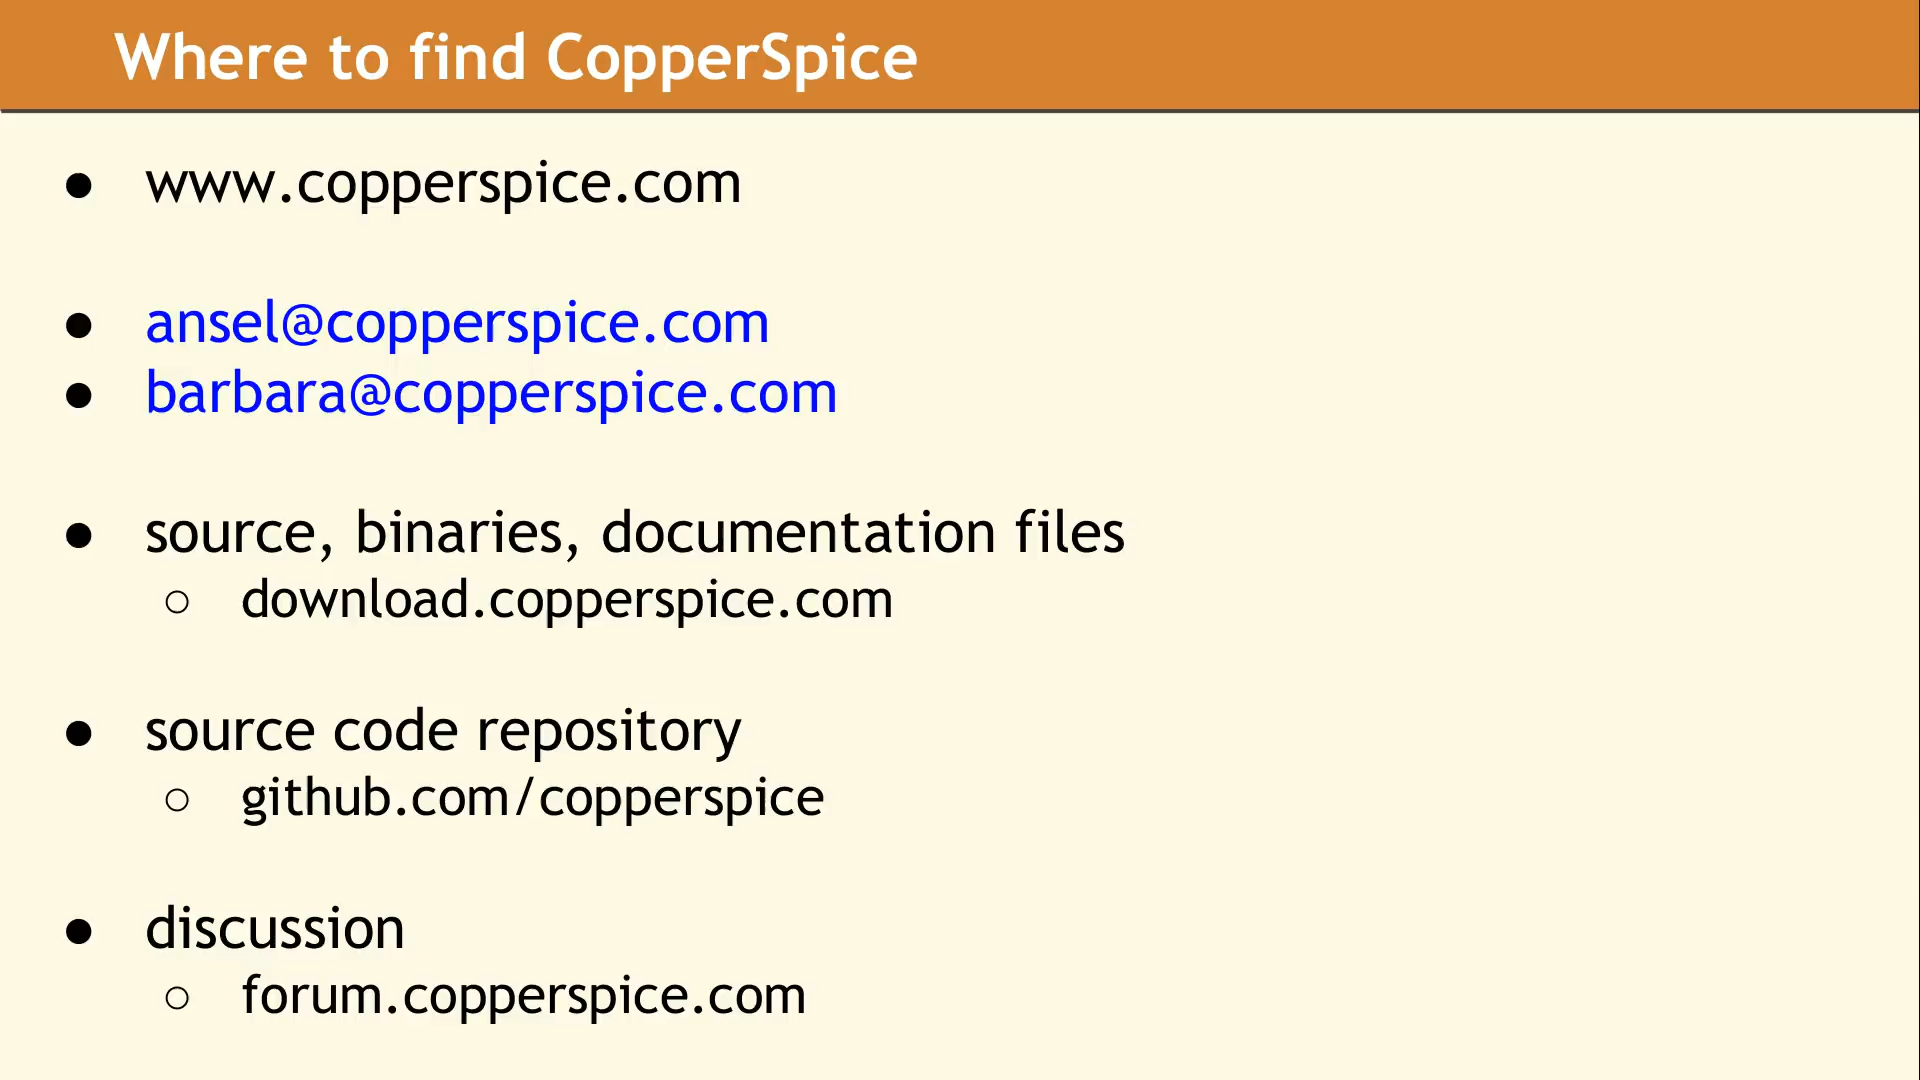 Where to find CopperSpice
● www.copperspice.com
● ansel@copperspice.com
● barbara@copperspice.com
● source, binaries, documentation files
○ download.copperspice.com
● source code repository
○ github.com/copperspice
● discussion
○ forum.copperspice.com